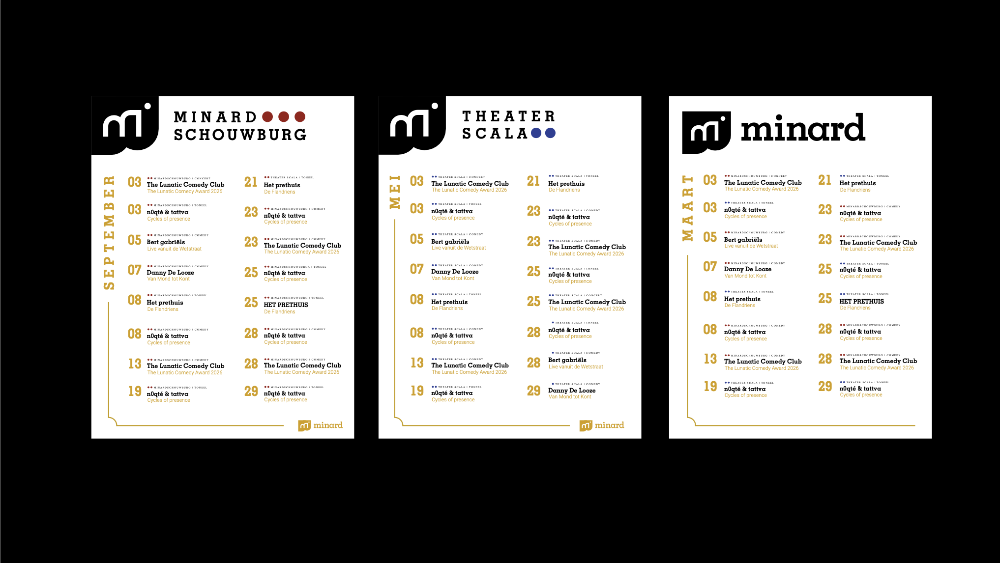 MINARD
SCHOUWBURG
SEPTEMBER
03
MINARDSCHOUWBURG | CONCERT
The Lunatic Comedy Club
The Lunatic Comedy Award 2026
03
MINARDSCHOUWBURG | TONEEL
n0qté & tattva
Cycles of presence
05
MINARDSCHOUWBURG | COMEDY
Bert gabriëls
Live vanuit de Wetstraat
07
MINARDSCHOUWBURG | COMEDY
Danny De Looze
Van Mond tot Kont
08
MINARDSCHOUWBURG | TONEEL
Het prethuis
De Flandriens
08
MINARDSCHOUWBURG | COMEDY
n0qté & tattva
Cycles of presence
13
MINARDSCHOUWBURG | COMEDY
The Lunatic Comedy Club
The Lunatic Comedy Award 2026
19
MINARDSCHOUWBURG | TONEEL
n0qté & tattva
Cycles of presence
21
THEATER SCALA | TONEEL
Het prethuis
De Flandriens
23
MINARDSCHOUWBURG | COMEDY
n0qté & tattva
Cycles of presence
23
MINARDSCHOUWBURG | COMEDY
The Lunatic Comedy Club
The Lunatic Comedy Award 2026
25
MINARDSCHOUWBURGA | TONEEL
n0qté & tattva
Cycles of presence
25
MINARDSCHOUWBURG | TONEEL
HET PRETHUIS
De Flandriens
28
MINARDSCHOUWBURG | COMEDY
n0qté & tattva
Cycles of presence
28
MINARDSCHOUWBURG | COMEDY
The Lunatic Comedy Club
The Lunatic Comedy Award 2026
29
MINARDSCHOUWBURG | TONEEL
n0qté & tattva
Cycles of presence
minard
THEATER
SCALA
MEI
03
THEATER SCALA | CONCERT
The Lunatic Comedy Club
The Lunatic Comedy Award 2026
03
THEATER SCALA | TONEEL
n0qté & tattva
Cycles of presence
05
THEATER SCALA | COMEDY
Bert gabriëls
Live vanuit de Wetstraat
07
THEATER SCALA | COMEDY
Danny De Looze
Van Mond tot Kont
08
THEATER SCALA | TONEEL
Het prethuis
De Flandriens
08
THEATER SCALA | COMEDY
n0qté & tattva
Cycles of presence
13
THEATER SCALA | COMEDY
The Lunatic Comedy Club
The Lunatic Comedy Award 2026
19
THEATER SCALA | TONEEL
n0qté & tattva
Cycles of presence
21
THEATER SCALA | TONEEL
Het prethuis
De Flandriens
23
THEATER SCALA | COMEDY
n0qté & tattva
Cycles of presence
23
THEATER SCALA | COMEDY
The Lunatic Comedy Club
The Lunatic Comedy Award 2026
25
THEATER SCALA | TONEEL
n0qté & tattva
Cycles of presence
25
THEATER SCALA | CONCERT
The Lunatic Comedy Club
The Lunatic Comedy Award 2026
28
THEATER SCALA | TONEEL
n0qté & tattva
Cycles of presence
28
THEATER SCALA | COMEDY
Bert gabriëls
Live vanuit de Wetstraat
29
THEATER SCALA | COMEDY
Danny De Looze
Van Mond tot Kont
minard
minard
MAART
03
MINARDSCHOUWBURG | CONCERT
The Lunatic Comedy Club
The Lunatic Comedy Award 2026
03
THEATER SCALA | TONEEL
n0qté & tattva
Cycles of presence
05
MINARDSCHOUWBURG | COMEDY
Bert gabriëls
Live vanuit de Wetstraat
07
MINARDSCHOUWBURG | COMEDY
Danny De Looze
Van Mond tot Kont
08
THEATER SCALA | TONEEL
Het prethuis
De Flandriens
08
MINARDSCHOUWBURG | COMEDY
n0qté & tattva
Cycles of presence
13
MINARDSCHOUWBURG | COMEDY
The Lunatic Comedy Club
The Lunatic Comedy Award 2026
19
THEATER SCALA | TONEEL
n0qté & tattva
Cycles of presence
21
THEATER SCALA | TONEEL
Het prethuis
De Flandriens
23
MINARDSCHOUWBURG | COMEDY
n0qté & tattva
Cycles of presence
23
MINARDSCHOUWBURG | COMEDY
The Lunatic Comedy Club
The Lunatic Comedy Award 2026
25
THEATER SCALA | TONEEL
n0qté & tattva
Cycles of presence
25
THEATER SCALA | TONEEL
HET PRETHUIS
De Flandriens
28
MINARDSCHOUWBURG | COMEDY
n0qté & tattva
Cycles of presence
28
MINARDSCHOUWBURG | COMEDY
The Lunatic Comedy Club
The Lunatic Comedy Award 2026
29
THEATER SCALA | TONEEL
n0qté & tattva
Cycles of presence